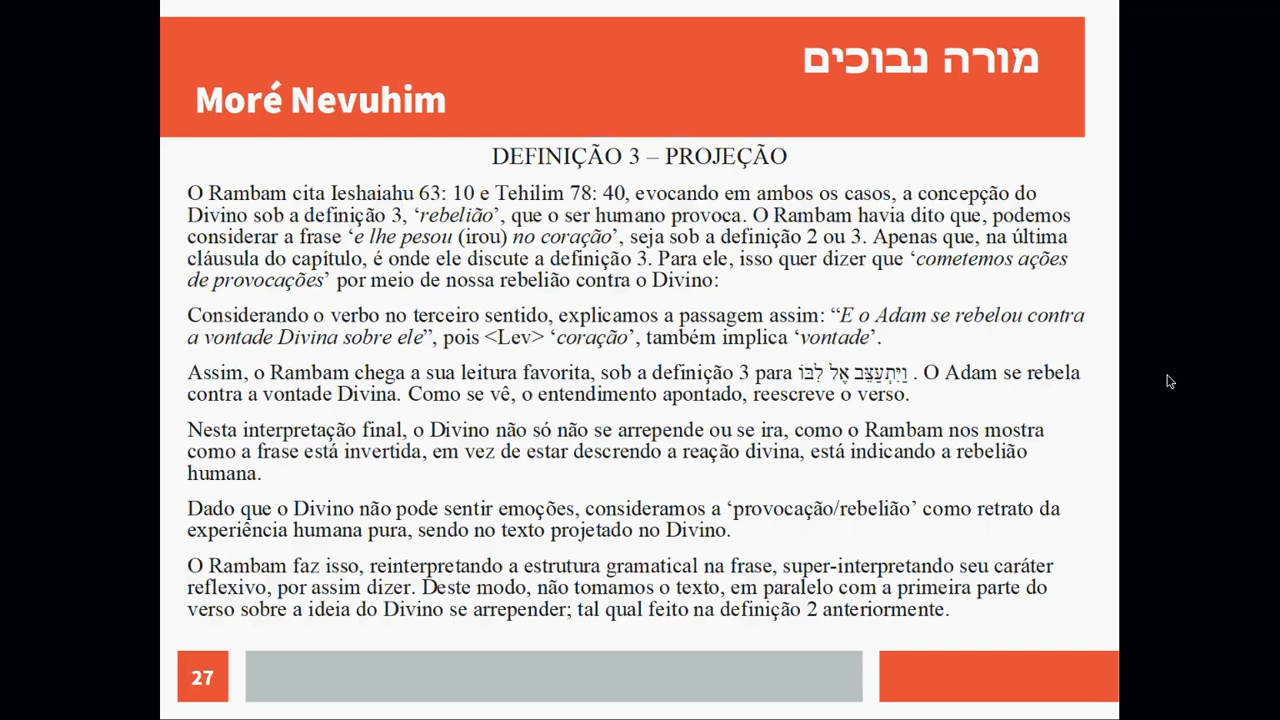 מורה נבוכים
Moré Nevuhim
DEFINIÇÃO 3 – PROJEÇÃO
O Rambam cita Ieshaiahu 63: 10 e Tehilim 78: 40, evocando em ambos os casos, a concepção do
Divino sob a definição 3, ‘rebelião’, que o ser humano provoca. O Rambam havia dito que, podemos
considerar a frase ‘e lhe pesou (irou) no coração’, seja sob a definição 2 ou 3. Apenas que, na última
cláusula do capítulo, é onde ele discute a definição 3. Para ele, isso quer dizer que ‘cometemos ações
de provocações’ por meio de nossa rebelião contra o Divino:
Considerando o verbo no terceiro sentido, explicamos a passagem assim: “E o Adam se rebelou contra
a vontade Divina sobre ele”, pois <Lev> ‘coração’, também implica ‘vontade’.
Assim, o Rambam chega a sua leitura favorita, sob a definição 3 para וַיִּתְעַצֵּב אֶל לִבּוֹ . O Adam se rebela
contra a vontade Divina. Como se vê, o entendimento apontado, reescreve o verso.
Nesta interpretação final, o Divino não só não se arrepende ou se ira, como o Rambam nos mostra
como a frase está invertida, em vez de estar descrendo a reação divina, está indicando a rebelião
humana.
Dado que o Divino não pode sentir emoções, consideramos a ‘provocação/rebelião’ como retrato da
experiência humana pura, sendo no texto projetado no Divino.
O Rambam faz isso, reinterpretando a estrutura gramatical na frase, super-interpretando seu caráter
reflexivo, por assim dizer. Deste modo, não tomamos o texto, em paralelo com a primeira parte do
verso sobre a ideia do Divino se arrepender; tal qual feito na definição 2 anteriormente.
27